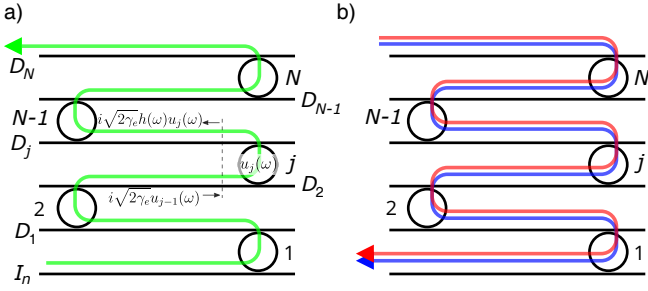 a)
b)
D_N
N
N
D_{N-1}
N-1
i\sqrt{2\gamma_e}h(\omega)u_j(\omega)
N-1
D_j
u_j(\omega)
j
j
D_2
2
i\sqrt{2\gamma_e}u_{j-1}(\omega)
2
D_1
1
1
I_n